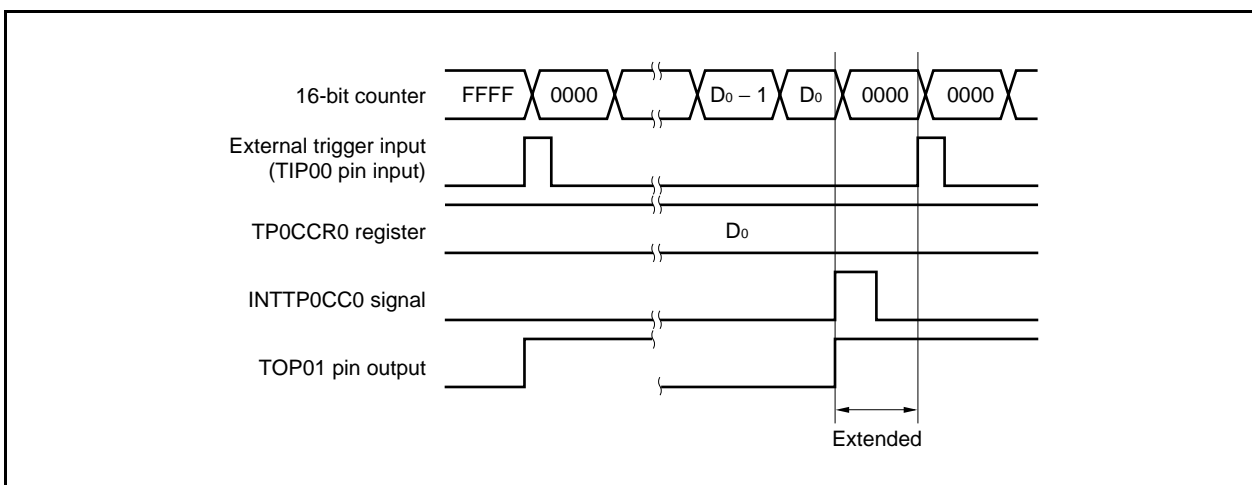 16-bit counter FFFF 0000 D0 − 1 D0 0000 0000
External trigger input
(TIP00 pin input)
TP0CCR0 register D0
INTTP0CC0 signal
TOP01 pin output
Extended